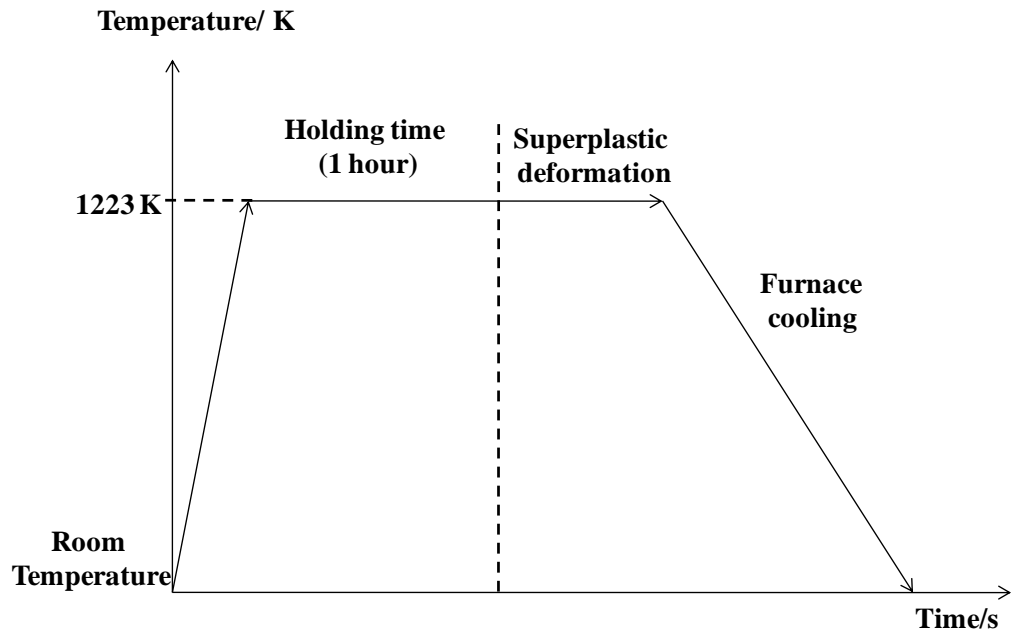 Temperature/ K
Holding time
(1 hour)
Superplastic
deformation
1223 K
Furnace
cooling
Room
Temperature
Time/s